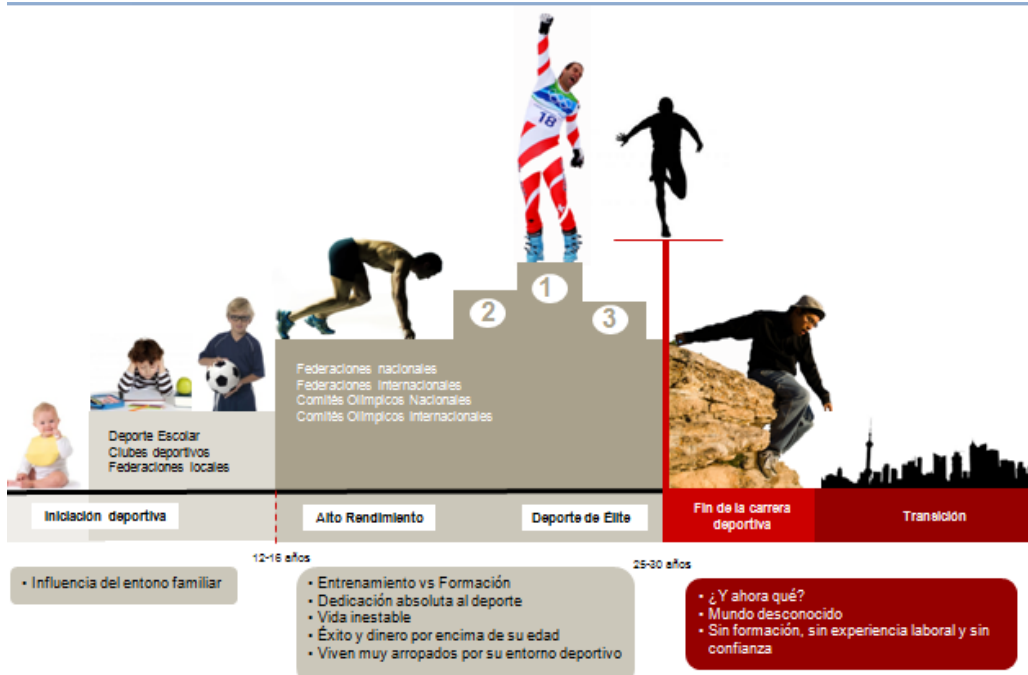 18
1
2
3
Federaciones nacionales
Federaciones Internacionales
Comités Olímpicos Nacionales
Comités Olímpicos Internacionales
Deporte Escolar
Clubes deportivos
Federaciones locales
Iniciación deportiva
Alto Rendimiento
Deporte de Élite
Fin de la carrera
deportiva
Transición
12-16 años
25-30 años
• Influencia del entono familiar
• Entrenamiento vs Formación
• Dedicación absoluta al deporte
• Vida inestable
• Éxito y dinero por encima de su edad
• Viven muy arropados por su entorno deportivo
• ¿Y ahora qué?
• Mundo desconocido
• Sin formación, sin experiencia laboral y sin
confianza